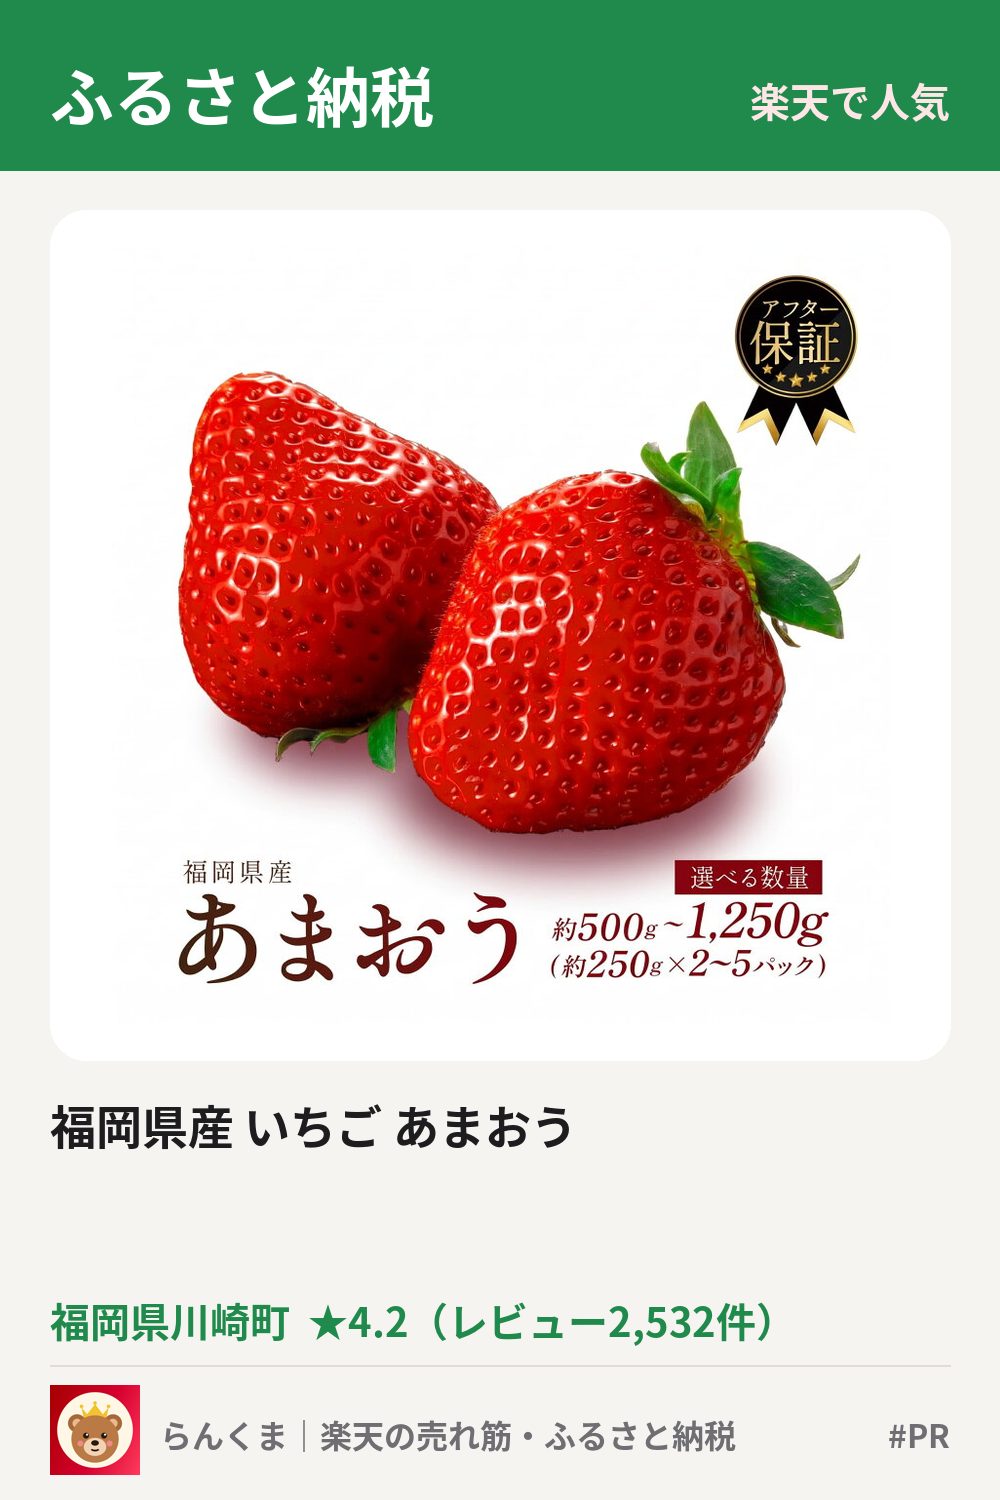 ふるさと納税
楽天で人気
アフター
保証
福岡県産
あまおう
選べる数量
約500g～1,250g
(約250g×2~5パック)
福岡県産 いちご あまおう
福岡県川崎町 ★4.2（レビュー2,532件）
らんくま｜楽天の売れ筋・ふるさと納税
#PR